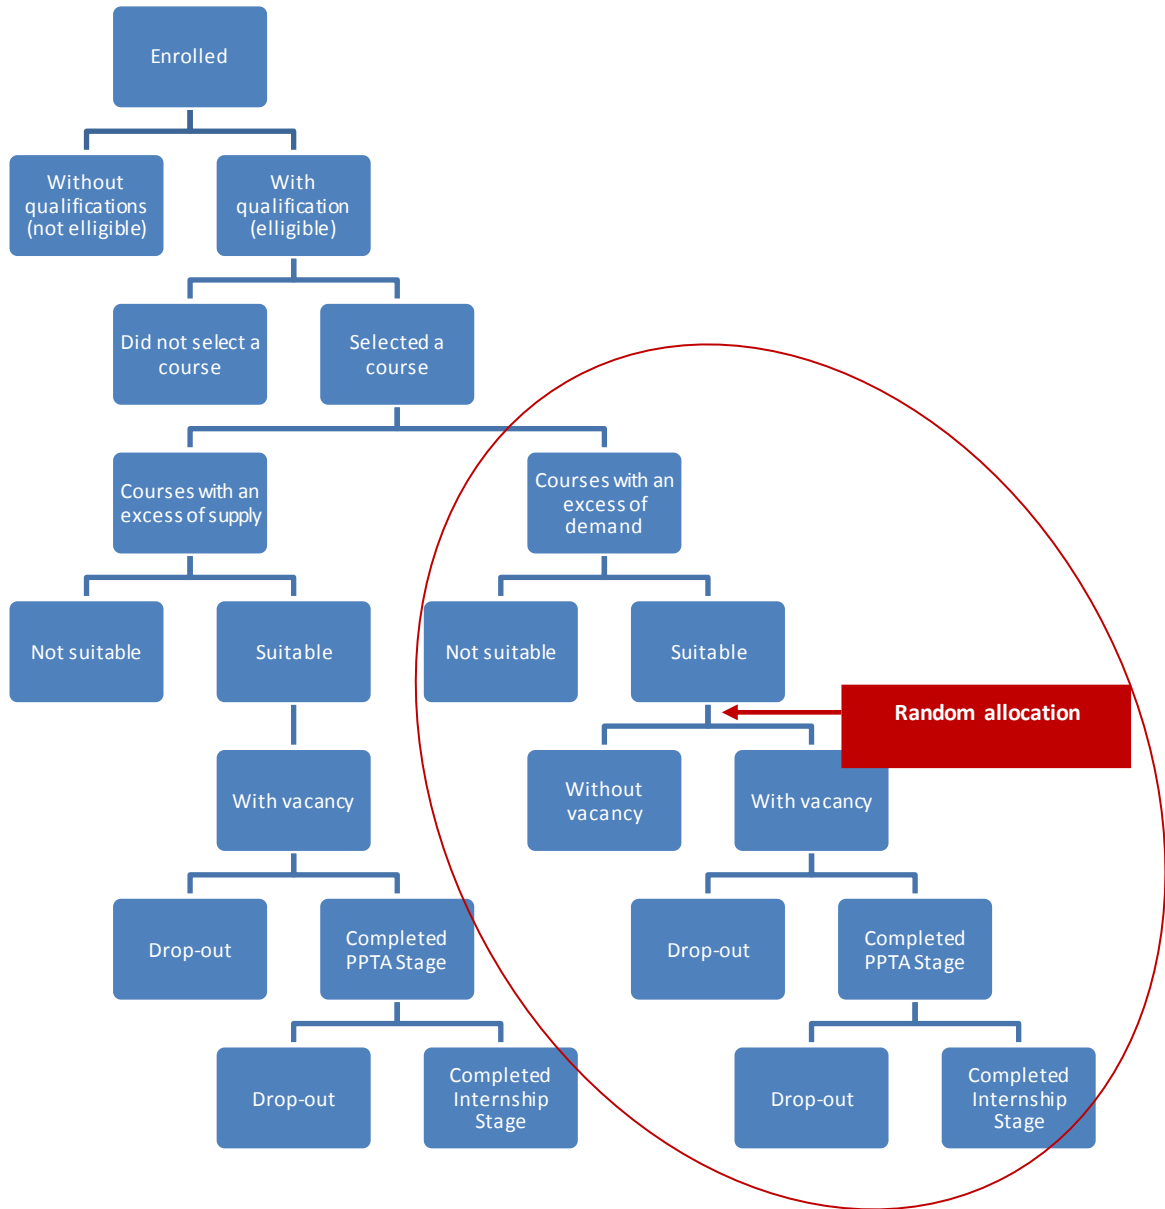 Enrolled
Without
qualifications
(not elligible)
With
qualification
(elligible)
Did not select a
course
Selected a
course
Courses with an
excess of supply
Courses with an
excess of
demand
Not suitable
Suitable
Not suitable
Suitable
Random allocation
With vacancy
Without
vacancy
With vacancy
Drop-out
Completed
PPTA Stage
Drop-out
Completed
PPTA Stage
Drop-out
Completed
Internship
Stage
Drop-out
Completed
Internship
Stage